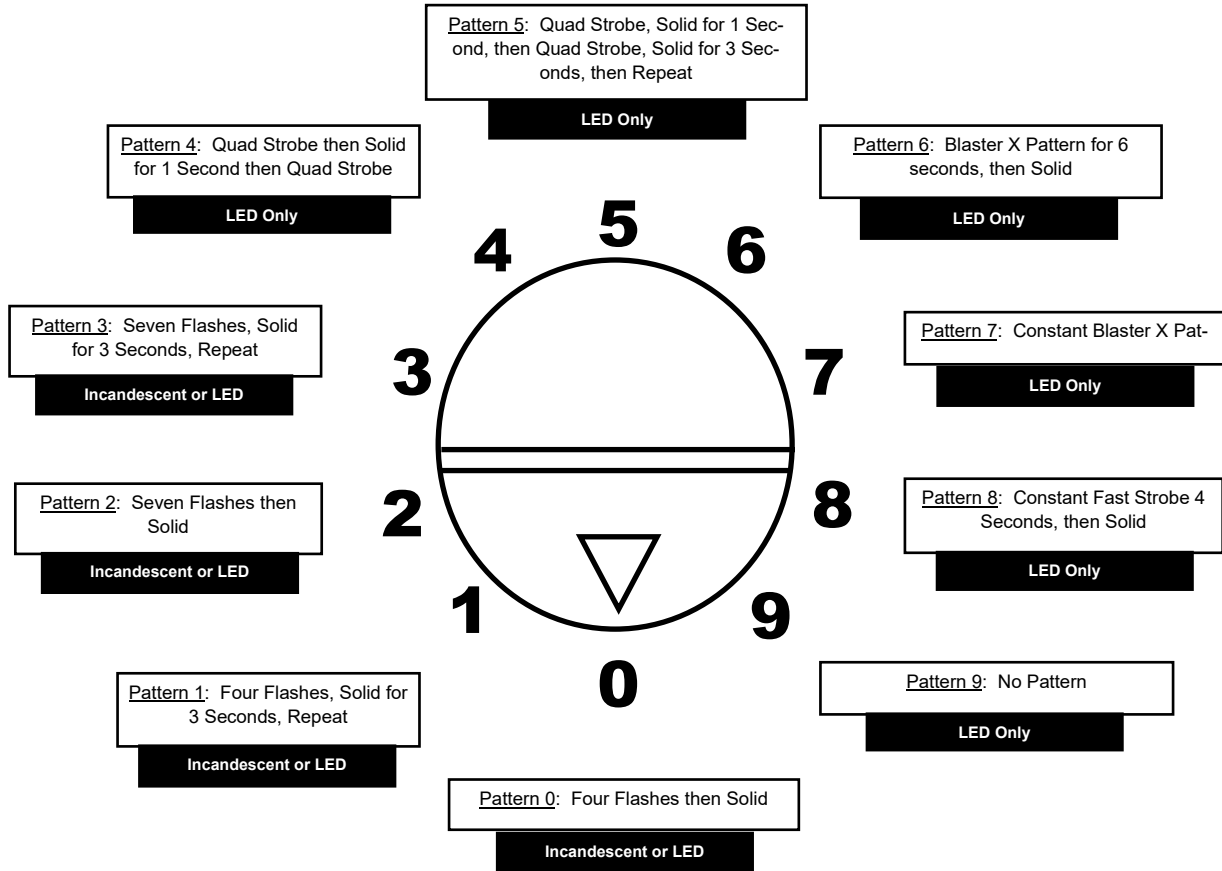 Pattern 5: Quad Strobe, Solid for 1 Sec-
ond, then Quad Strobe, Solid for 3 Sec-
onds, then Repeat
LED Only
Pattern 4: Quad Strobe then Solid
for 1 Second then Quad Strobe
LED Only
Pattern 6: Blaster X Pattern for 6
seconds, then Solid
LED Only
5
4
6
Pattern 3: Seven Flashes, Solid
for 3 Seconds, Repeat
Incandescent or LED
3
7
Pattern 7: Constant Blaster X Pat-
LED Only
Pattern 2: Seven Flashes then
Solid
Incandescent or LED
2
8
Pattern 8: Constant Fast Strobe 4
Seconds, then Solid
LED Only
1
9
0
Pattern 1: Four Flashes, Solid for
3 Seconds, Repeat
Incandescent or LED
Pattern 9: No Pattern
LED Only
Pattern 0: Four Flashes then Solid
Incandescent or LED